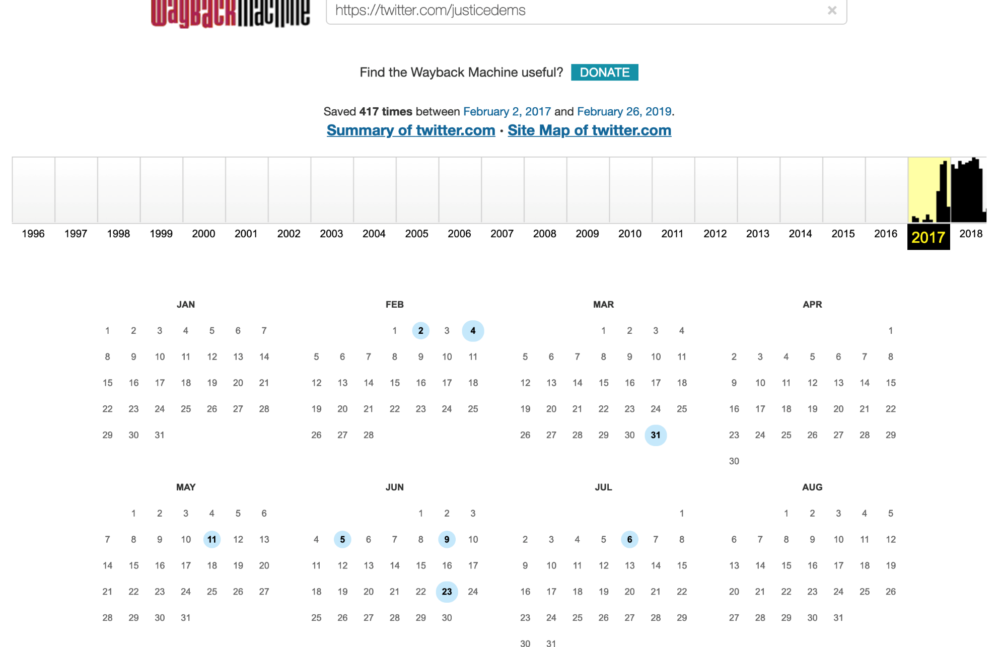 waybackmachine
https://twitter.com/justicedems ×
Find the Wayback Machine useful? DONATE
Saved 417 times between February 2, 2017 and February 26, 2019.
Summary of twitter.com · Site Map of twitter.com
1996 1997 1998 1999 2000 2001 2002 2003 2004 2005 2006 2007 2008 2009 2010 2011 2012 2013 2014 2015 2016 2017 2018
JAN
1 2 3 4 5 6 7
8 9 10 11 12 13 14
15 16 17 18 19 20 21
22 23 24 25 26 27 28
29 30 31
FEB
1 2 3 4
5 6 7 8 9 10 11
12 13 14 15 16 17 18
19 20 21 22 23 24 25
26 27 28
MAR
1 2 3 4
5 6 7 8 9 10 11
12 13 14 15 16 17 18
19 20 21 22 23 24 25
26 27 28 29 30 31
APR
1
2 3 4 5 6 7 8
9 10 11 12 13 14 15
16 17 18 19 20 21 22
23 24 25 26 27 28 29
30
MAY
1 2 3 4 5 6
7 8 9 10 11 12 13
14 15 16 17 18 19 20
21 22 23 24 25 26 27
28 29 30 31
JUN
1 2 3
4 5 6 7 8 9 10
11 12 13 14 15 16 17
18 19 20 21 22 23 24
25 26 27 28 29 30
JUL
1
2 3 4 5 6 7 8
9 10 11 12 13 14 15
16 17 18 19 20 21 22
23 24 25 26 27 28 29
30 31
AUG
1 2 3 4 5
6 7 8 9 10 11 12
13 14 15 16 17 18 19
20 21 22 23 24 25 26
27 28 29 30 31